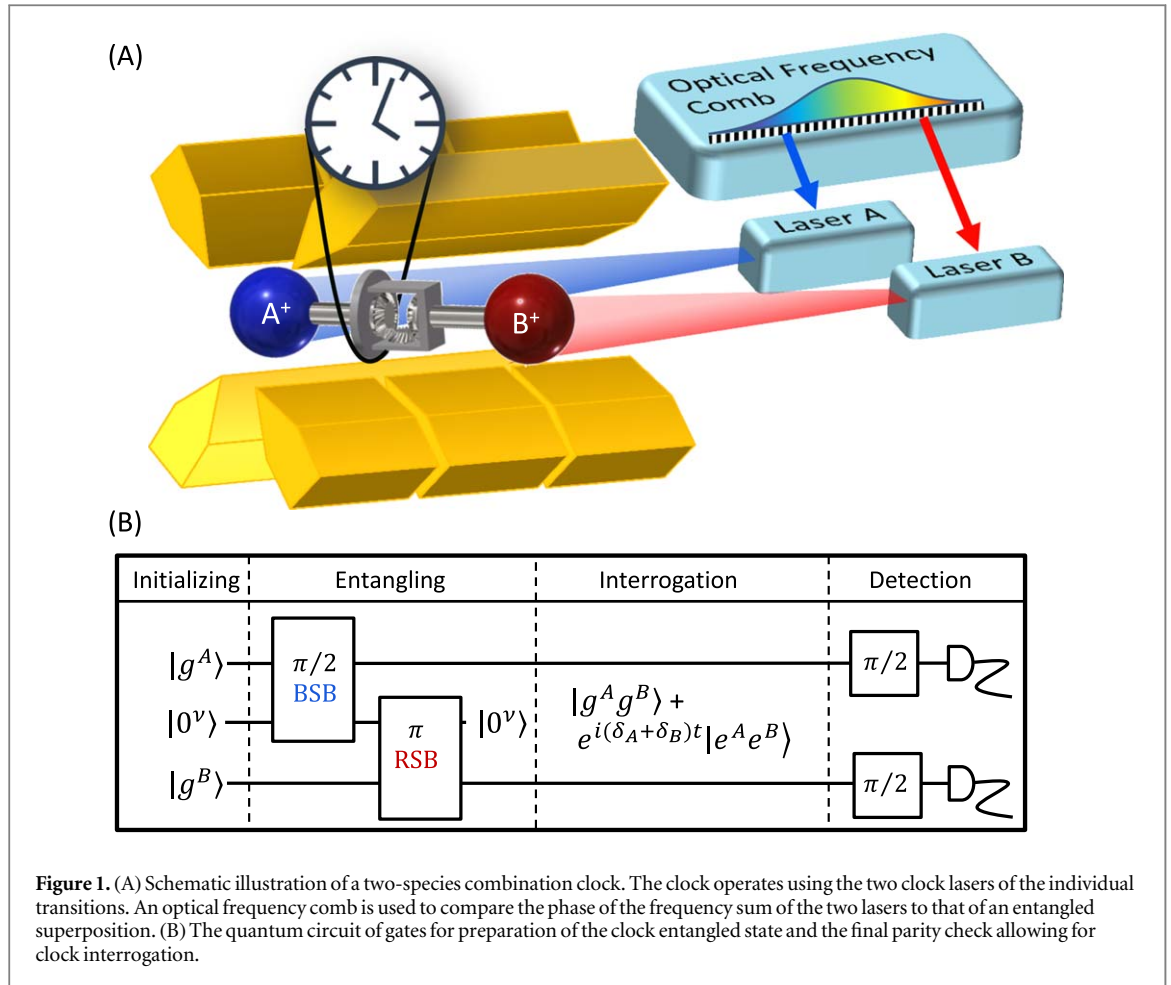 (A)
Optical Frequency
Comb
Laser A
Laser B
A⁺
B⁺
(B)
Initializing Entangling Interrogation Detection
|g^A⟩ π/2 BSB π/2
|0^ν⟩ π RSB |0^ν⟩ |g^A g^B⟩ +
e^{i(δ_A+δ_B)t}|e^A e^B⟩
|g^B⟩ π/2
Figure 1. (A) Schematic illustration of a two-species combination clock. The clock operates using the two clock lasers of the individual
transitions. An optical frequency comb is used to compare the phase of the frequency sum of the two lasers to that of an entangled
superposition. (B) The quantum circuit of gates for preparation of the clock entangled state and the final parity check allowing for
clock interrogation.